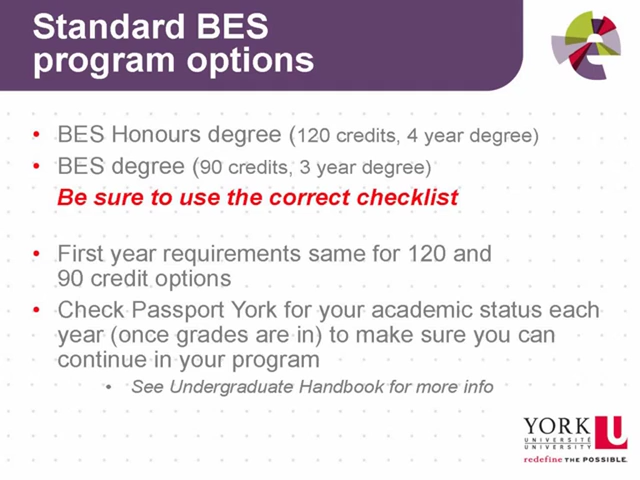 Standard BES
program options
• BES Honours degree (120 credits, 4 year degree)
• BES degree (90 credits, 3 year degree)
Be sure to use the correct checklist
• First year requirements same for 120 and
90 credit options
• Check Passport York for your academic status each
year (once grades are in) to make sure you can
continue in your program
• See Undergraduate Handbook for more info
YORK U
UNIVERSITÉ
UNIVERSITY
redefine THE POSSIBLE.